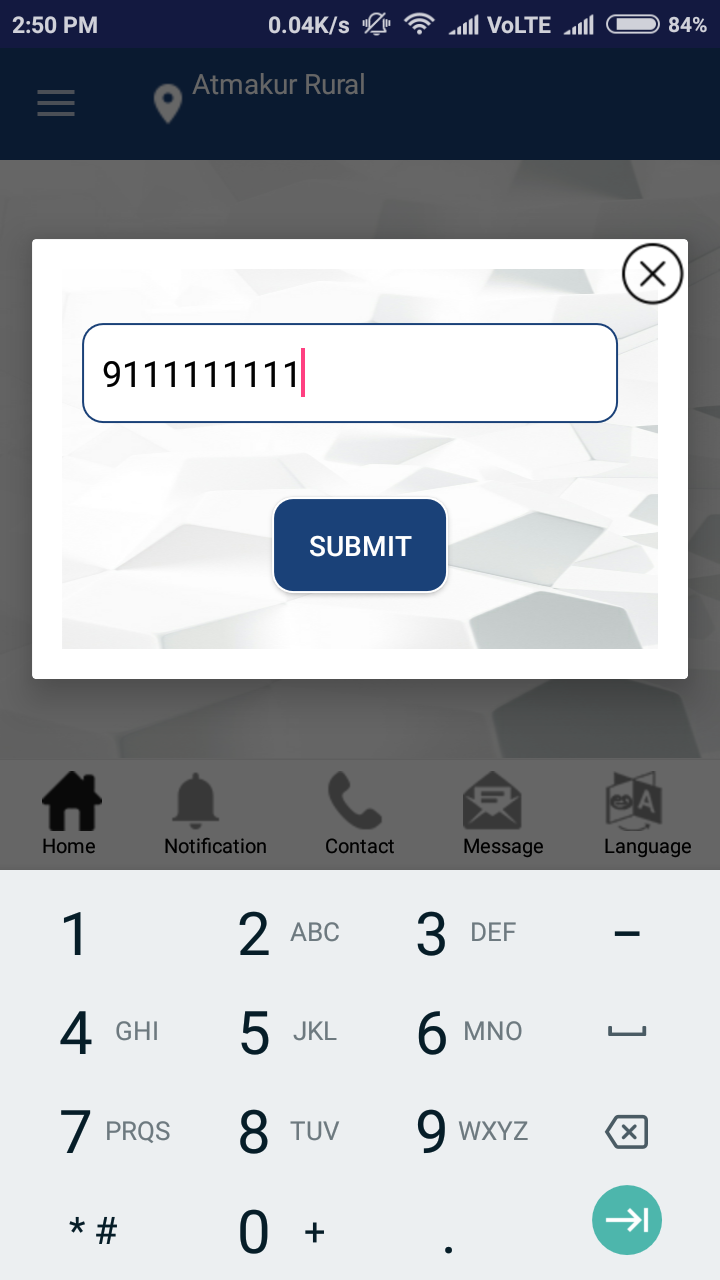 2:50 PM 0.04K/s VoLTE 84%
Atmakur Rural
9111111111
SUBMIT
Home Notification Contact Message Language
1 2 ABC 3 DEF –
4 GHI 5 JKL 6 MNO
7 PRQS 8 TUV 9 WXYZ
* # 0 + .